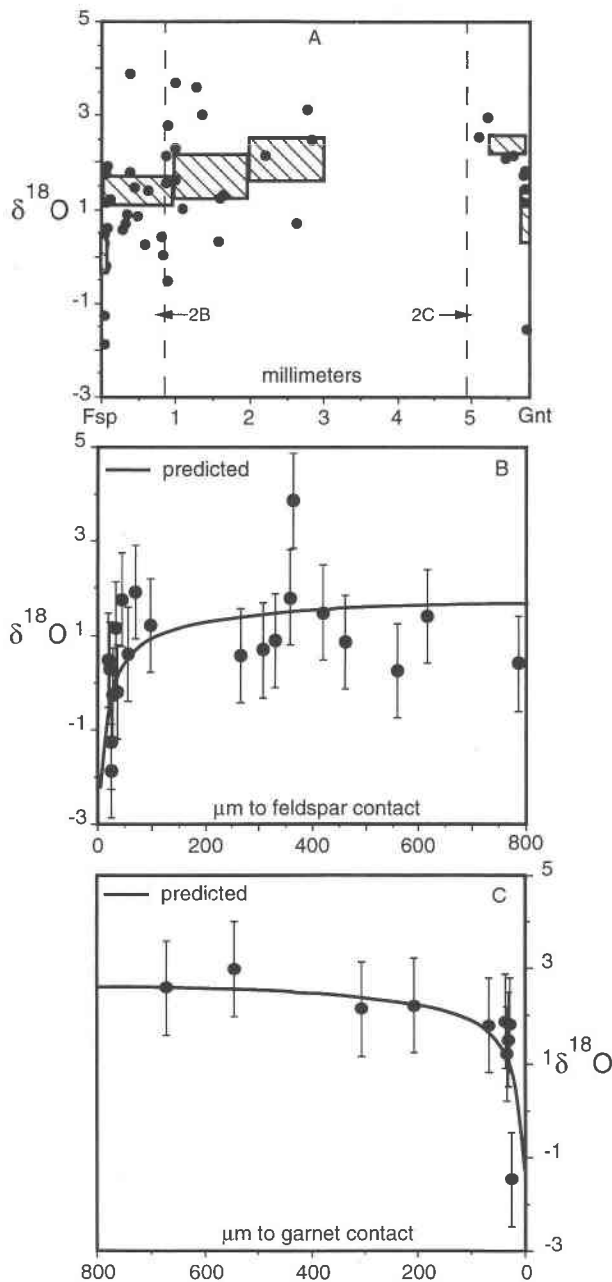 A
5
3
1
-1
-3
δ18O
2B
2C
millimeters
Fsp 1 2 3 4 5 Gnt
B
predicted
5
3
1
-1
-3
δ18O
μm to feldspar contact
0 200 400 600 800
C
predicted
5
3
1
-1
-3
δ18O
μm to garnet contact
800 600 400 200 0